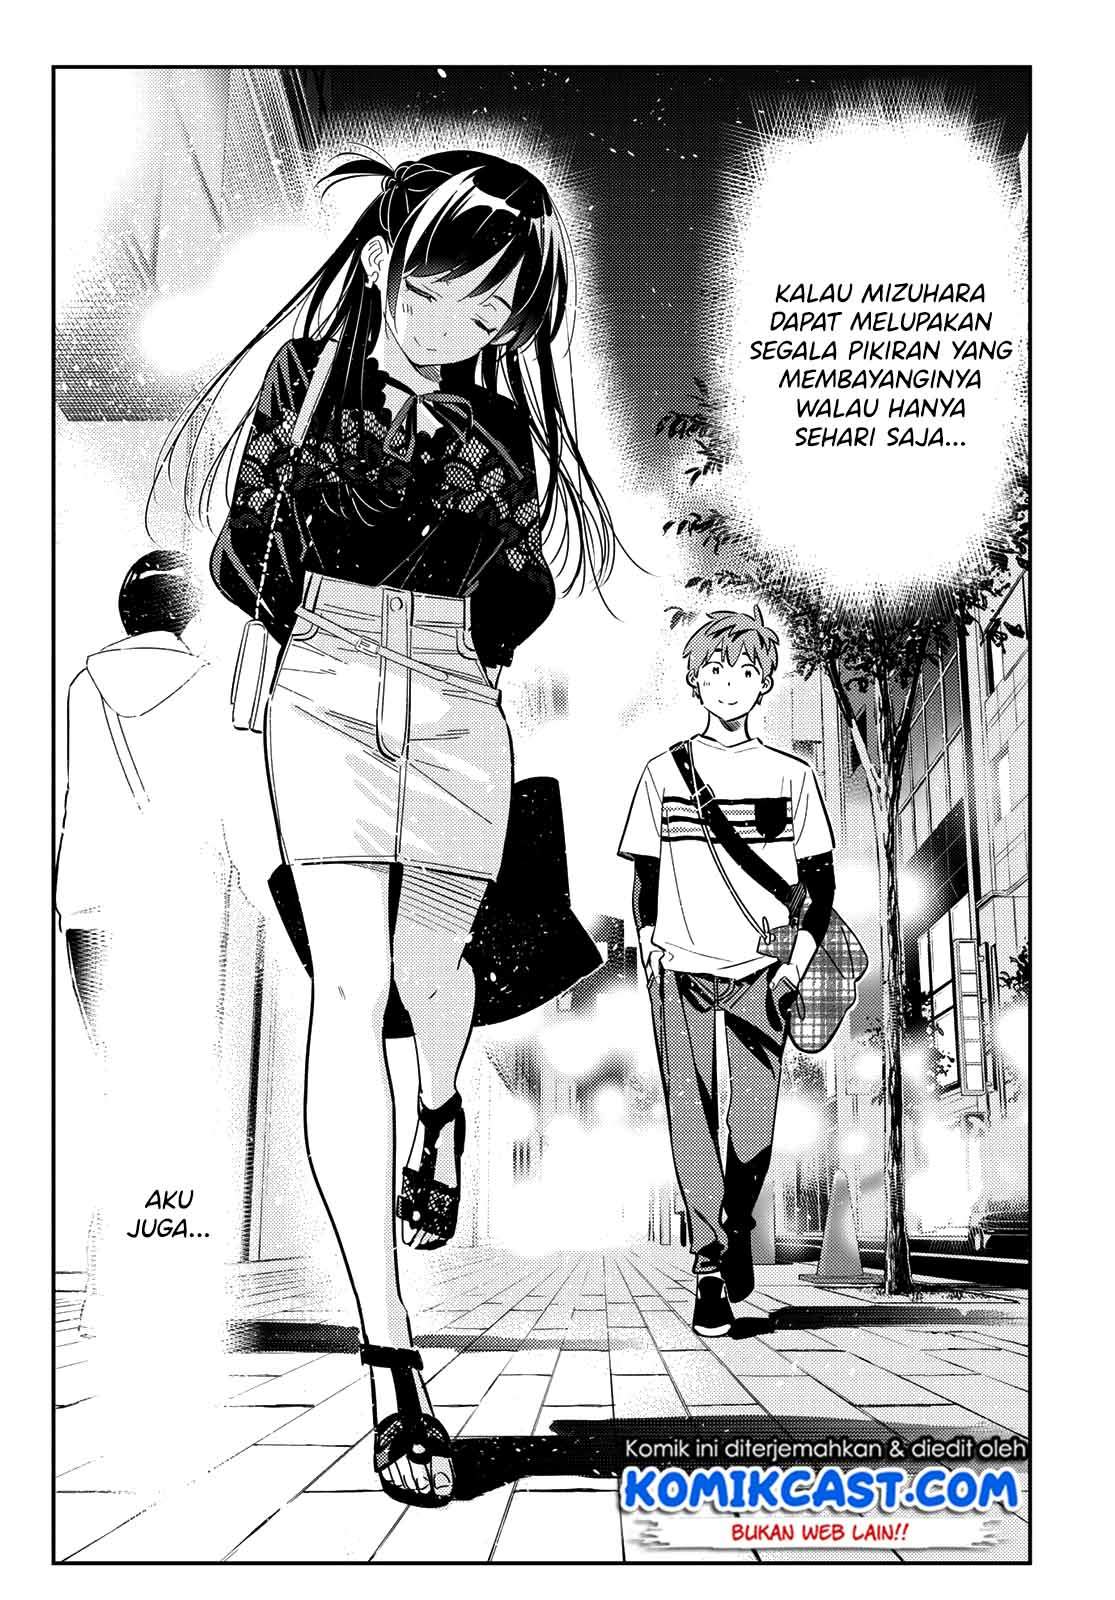 KALAU MIZUHARA
DAPAT MELUPAKAN
SEGALA PIKIRAN YANG
MEMBAYANGINYA
WALAU HANYA
SEHARI SAJA...
AKU
JUGA...
Komik ini diterjemahkan & diedit oleh
KOMIKCAST.COM
BUKAN WEB LAIN!!